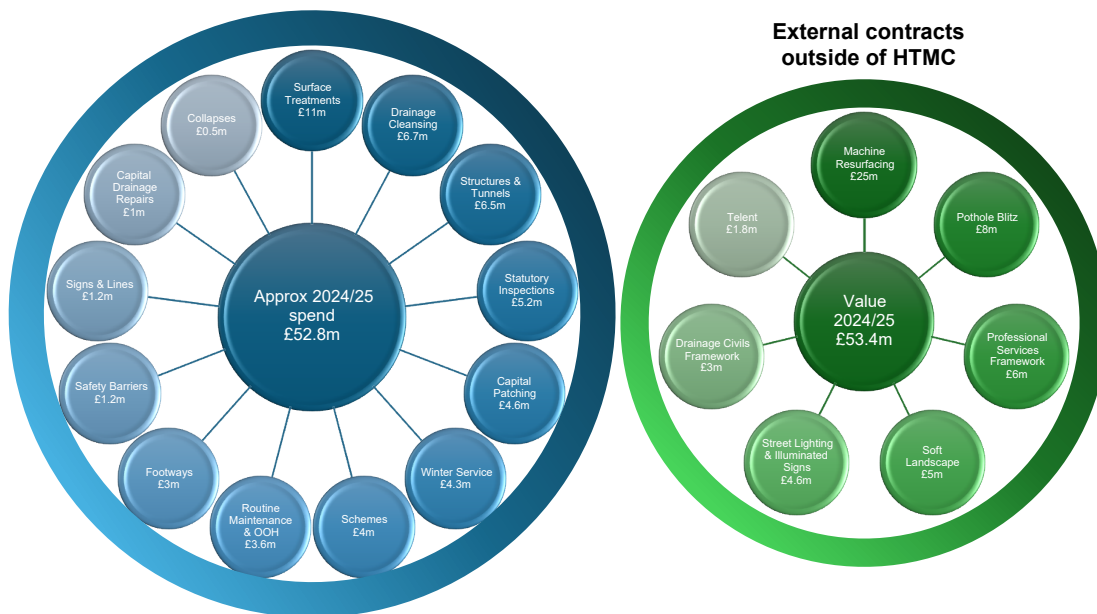 External contracts
outside of HTMC
Approx 2024/25
spend
£52.8m
Surface
Treatments
£11m
Drainage
Cleansing
£6.7m
Structures &
Tunnels
£6.5m
Statutory
Inspections
£5.2m
Capital
Patching
£4.6m
Winter Service
£4.3m
Schemes
£4m
Routine
Maintenance
& OOH
£3.6m
Footways
£3m
Safety Barriers
£1.2m
Signs & Lines
£1.2m
Capital
Drainage
Repairs
£1m
Collapses
£0.5m
Value
2024/25
£53.4m
Machine
Resurfacing
£25m
Pothole Blitz
£8m
Professional
Services
Framework
£6m
Soft
Landscape
£5m
Street Lighting
& Illuminated
Signs
£4.6m
Drainage Civils
Framework
£3m
Telent
£1.8m